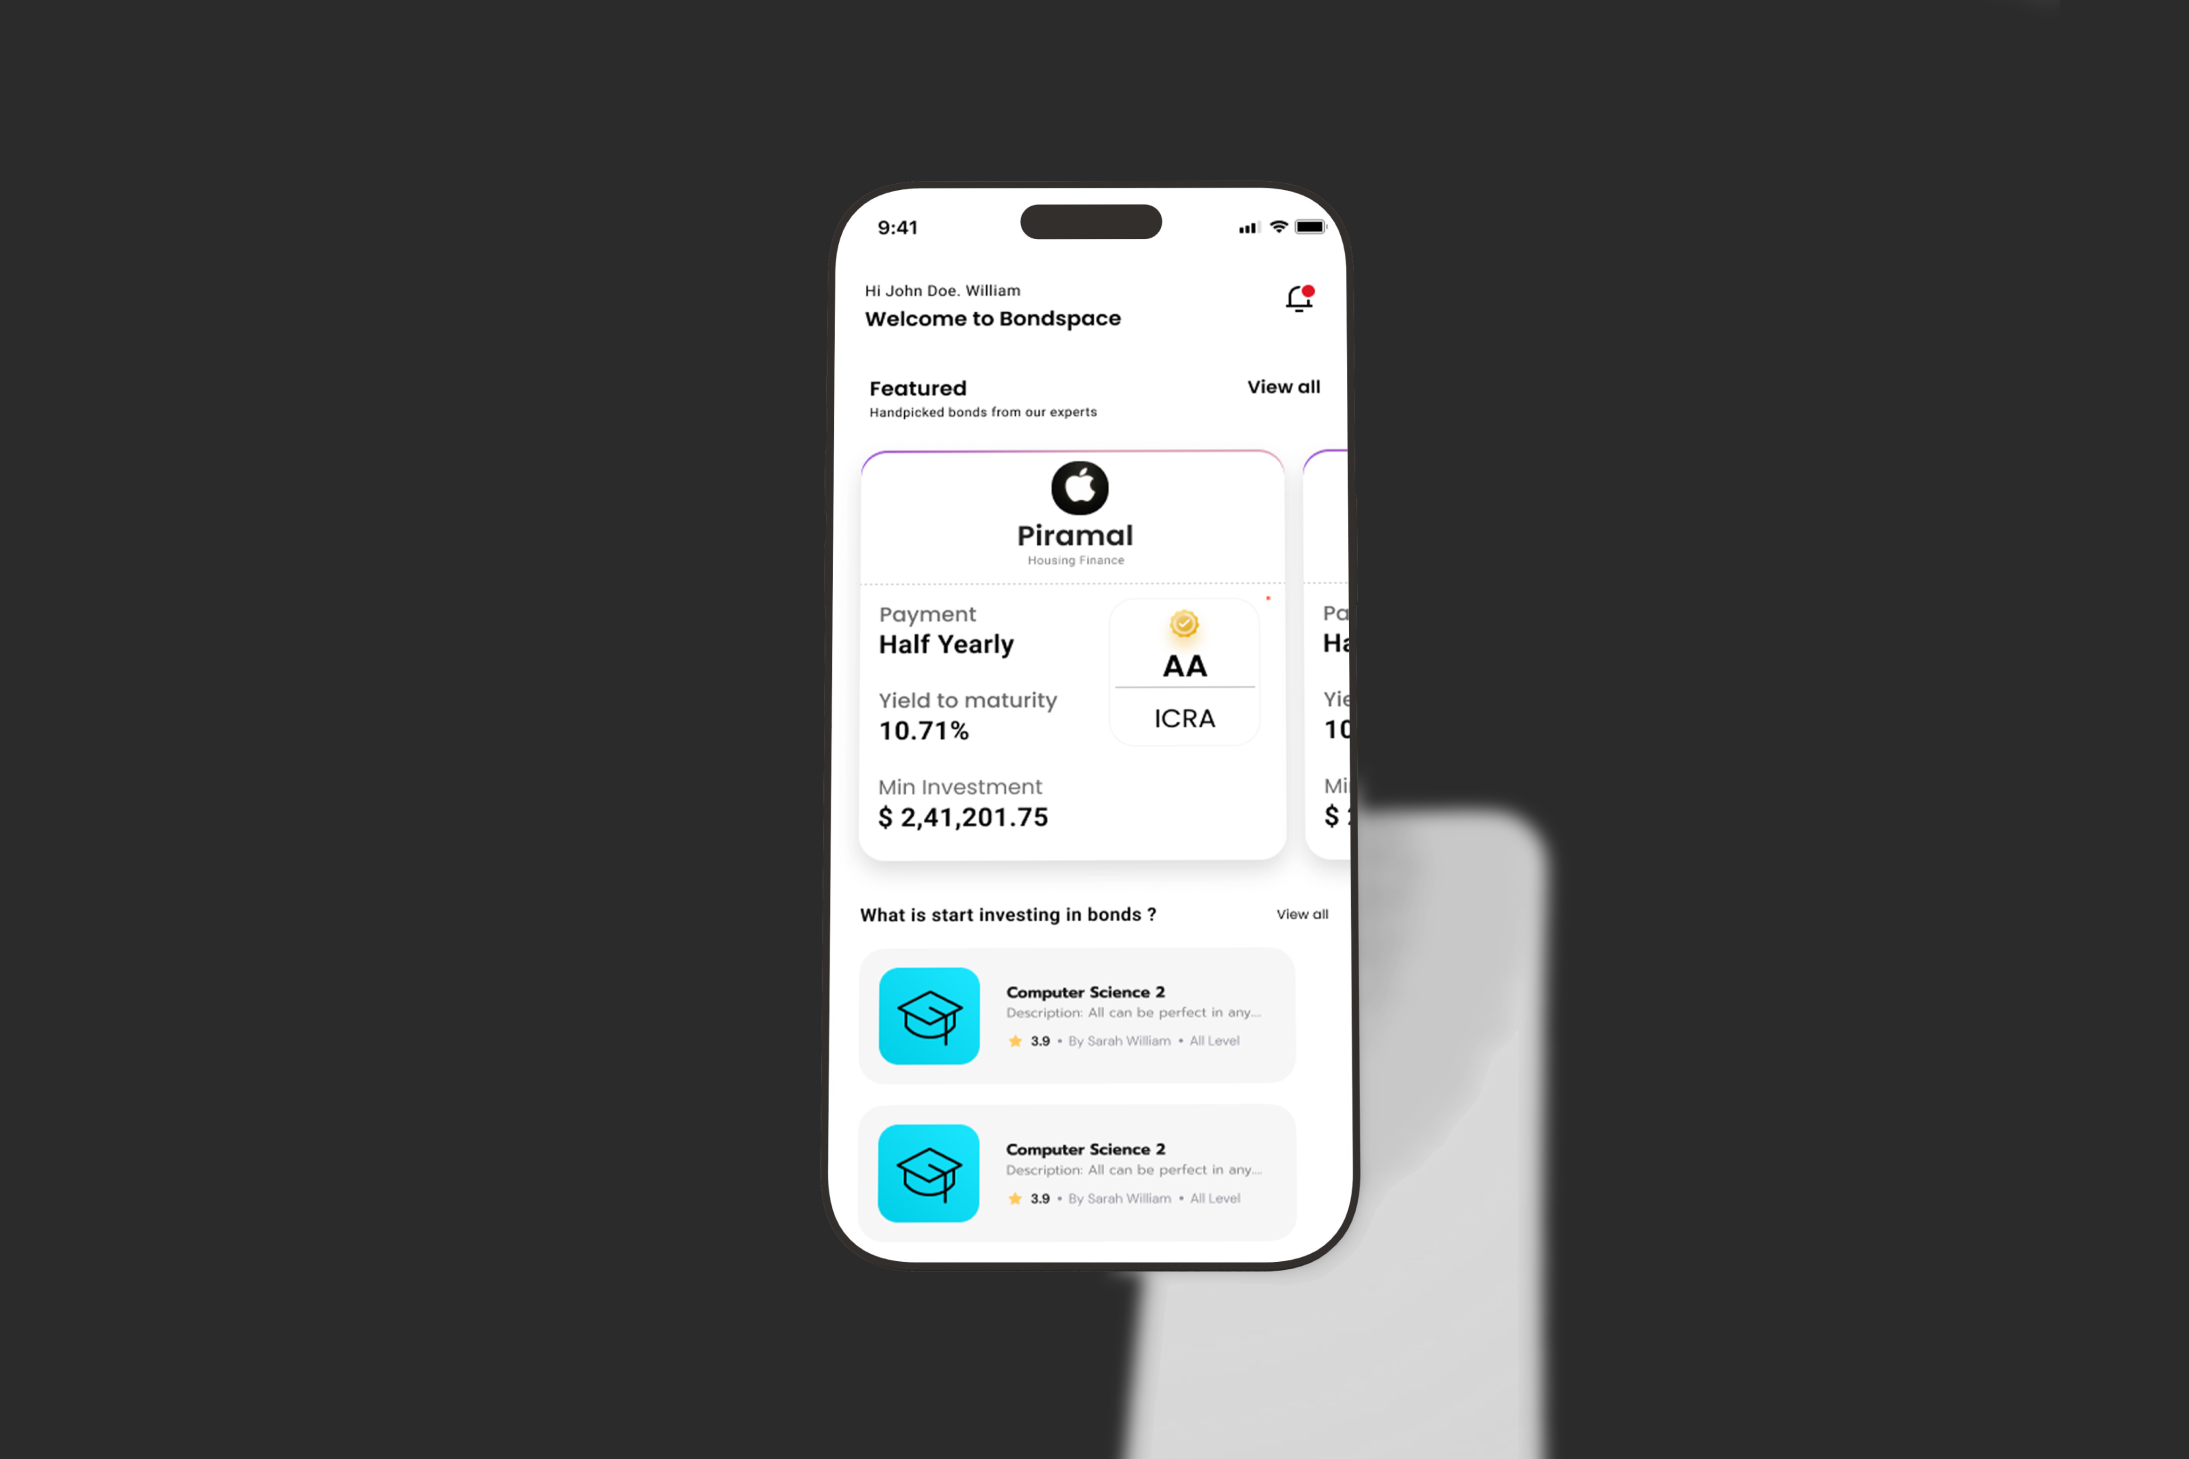 9:41
Hi John Doe. William
Welcome to Bondspace
Featured
View all
Handpicked bonds from our experts
Piramal
Housing Finance
Payment
Half Yearly
AA
ICRA
Yield to maturity
10.71%
Min Investment
$ 2,41,201.75
Pa
Ha
Yie
10
Mi
$
What is start investing in bonds ?
View all
Computer Science 2
Description: All can be perfect in any...
3.9 • By Sarah William • All Level
Computer Science 2
Description: All can be perfect in any...
3.9 • By Sarah William • All Level